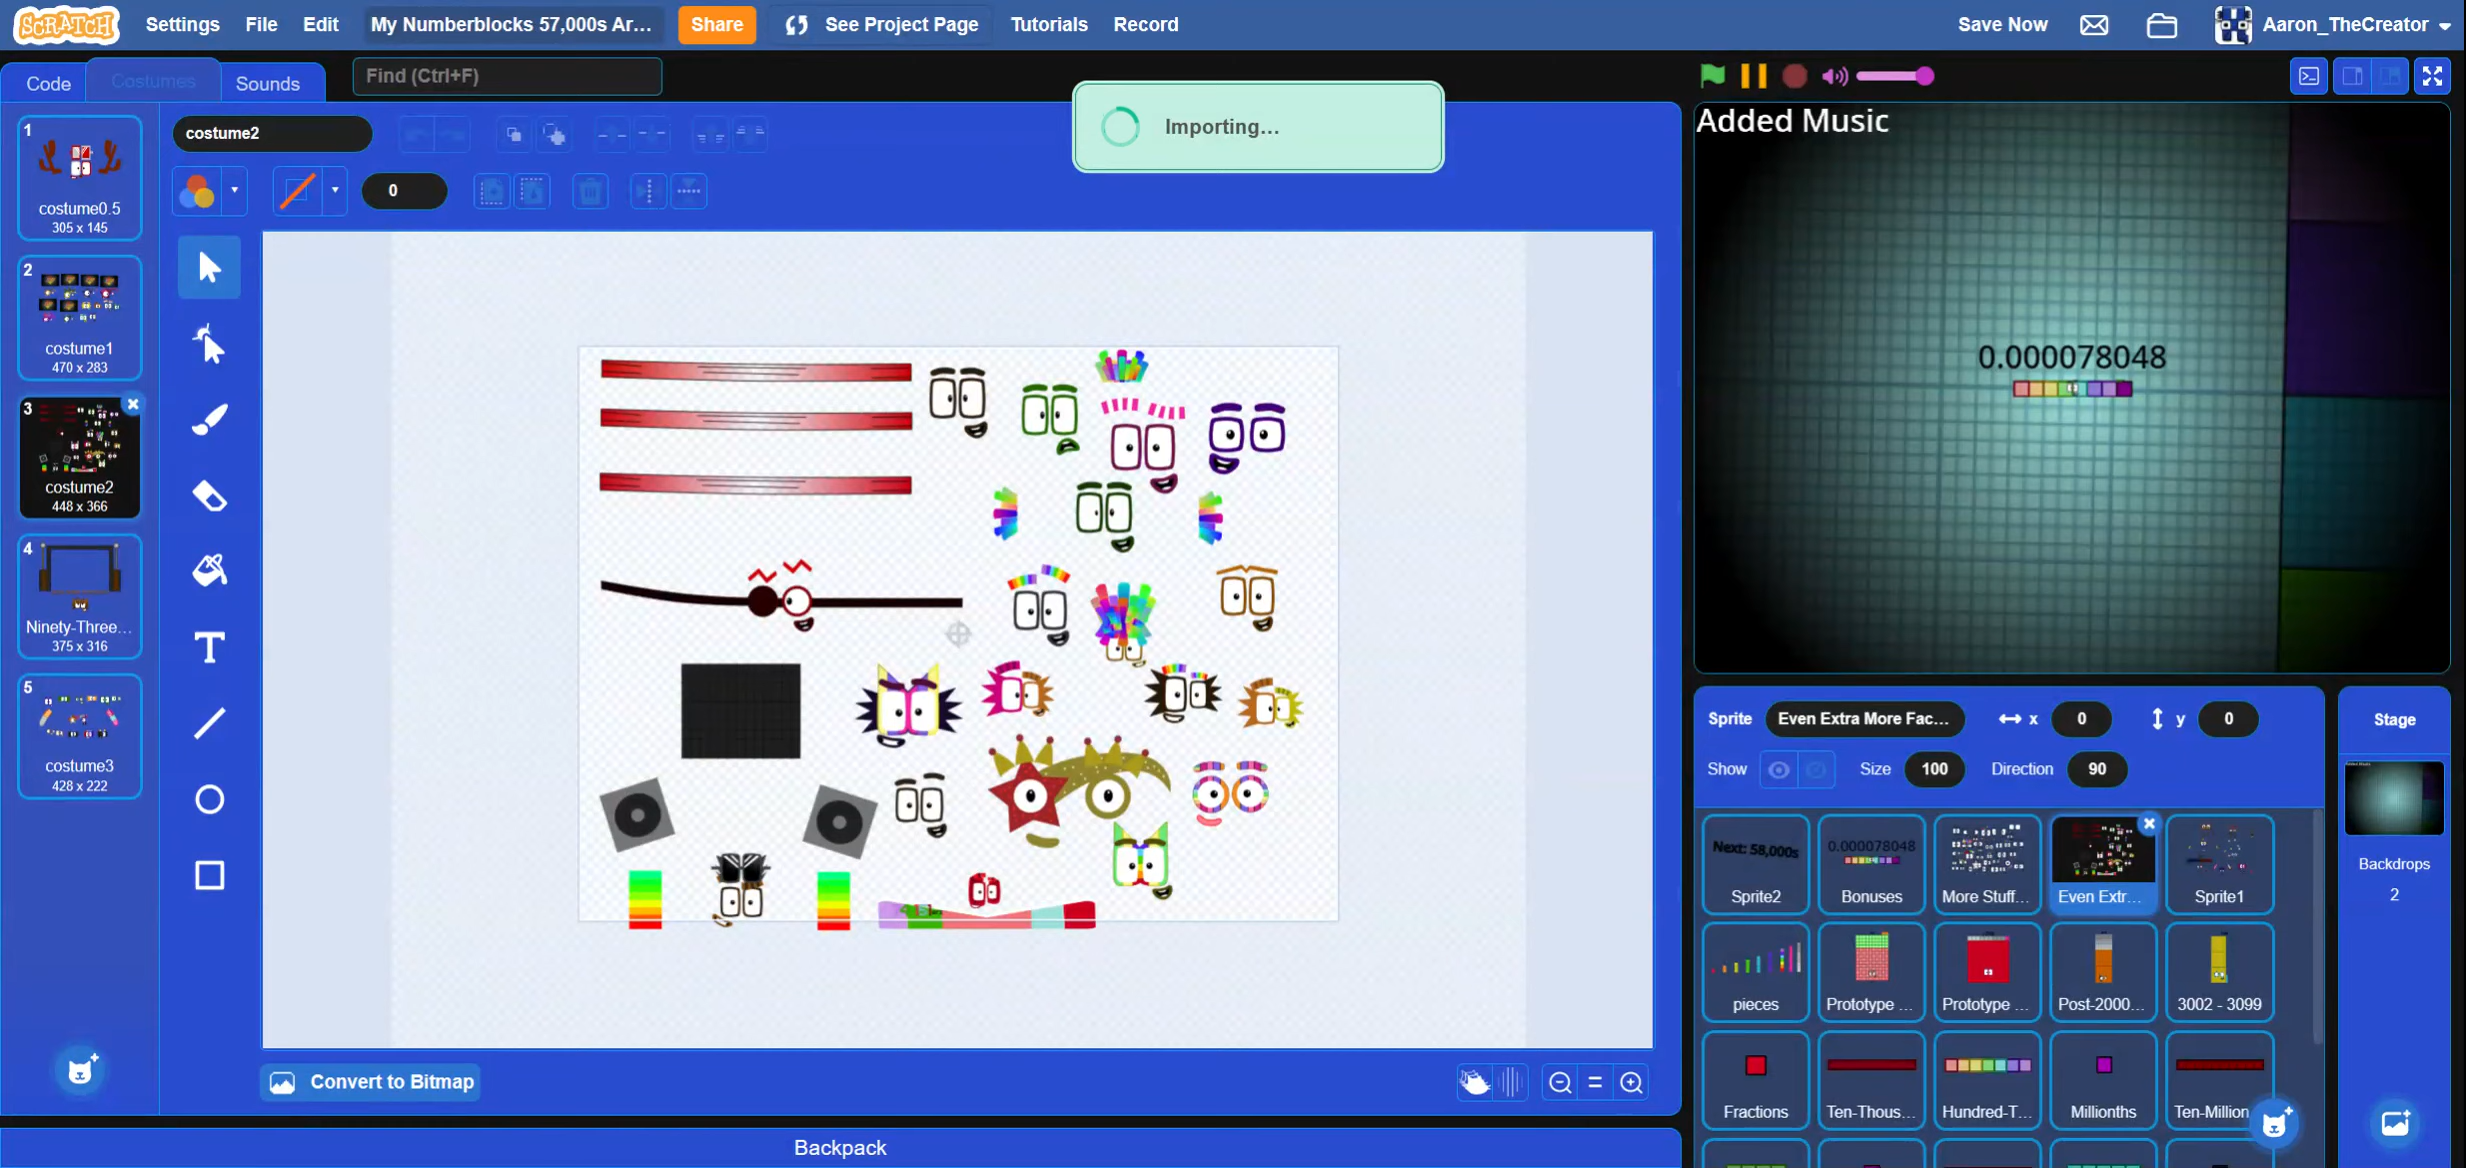 SCRATCH
Settings File Edit My Numberblocks 57,000s Ar... Share See Project Page Tutorials Record Save Now Aaron_TheCreator
Code Costumes Sounds Find (Ctrl+F)
Importing...
costume2
0
1
costume0.5
305 x 145
2
costume1
470 x 283
3
costume2
448 x 366
4
Ninety-Three...
375 x 316
5
costume3
428 x 222
T
Convert to Bitmap
Backpack
Added Music
0.000078048
Sprite Even Extra More Fac... x 0 y 0
Show Size 100 Direction 90
Stage
Backdrops
2
Next: 58,000s
0.000078048
Sprite2 Bonuses More Stuff... Even Extr... Sprite1
pieces Prototype ... Prototype ... Post-2000... 3002 - 3099
Fractions Ten-Thous... Hundred-T... Millionths Ten-Million